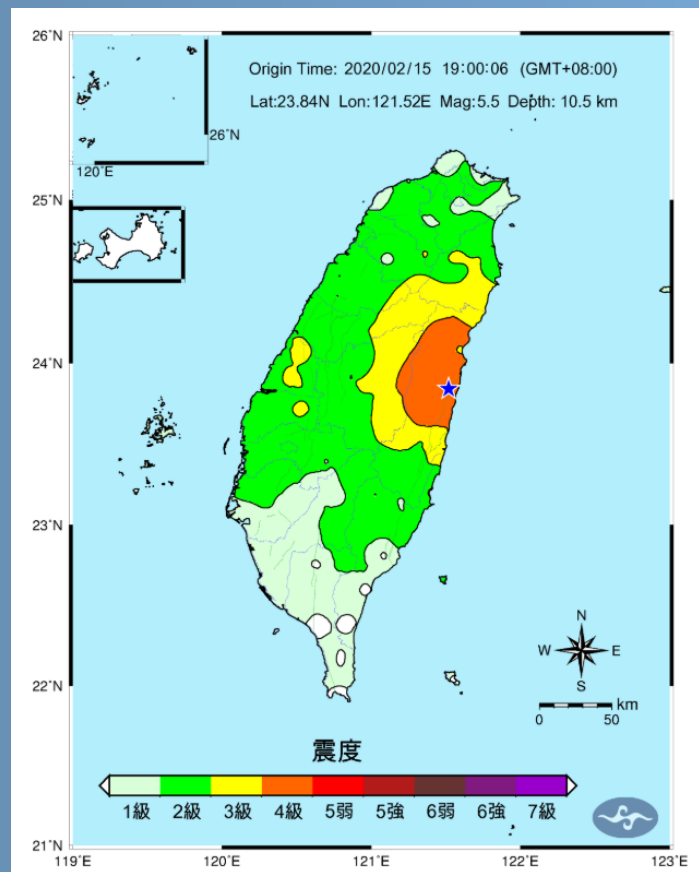 26˚N
Origin Time: 2020/02/15 19:00:06 (GMT+08:00)
Lat:23.84N Lon:121.52E Mag:5.5 Depth: 10.5 km
26˚N
120˚E
25˚N
24˚N
23˚N
N
W E
S
22˚N
km
0 50
震度
1級 2級 3級 4級 5弱 5強 6弱 6強 7級
21˚N
119˚E 120˚E 121˚E 122˚E 123˚E